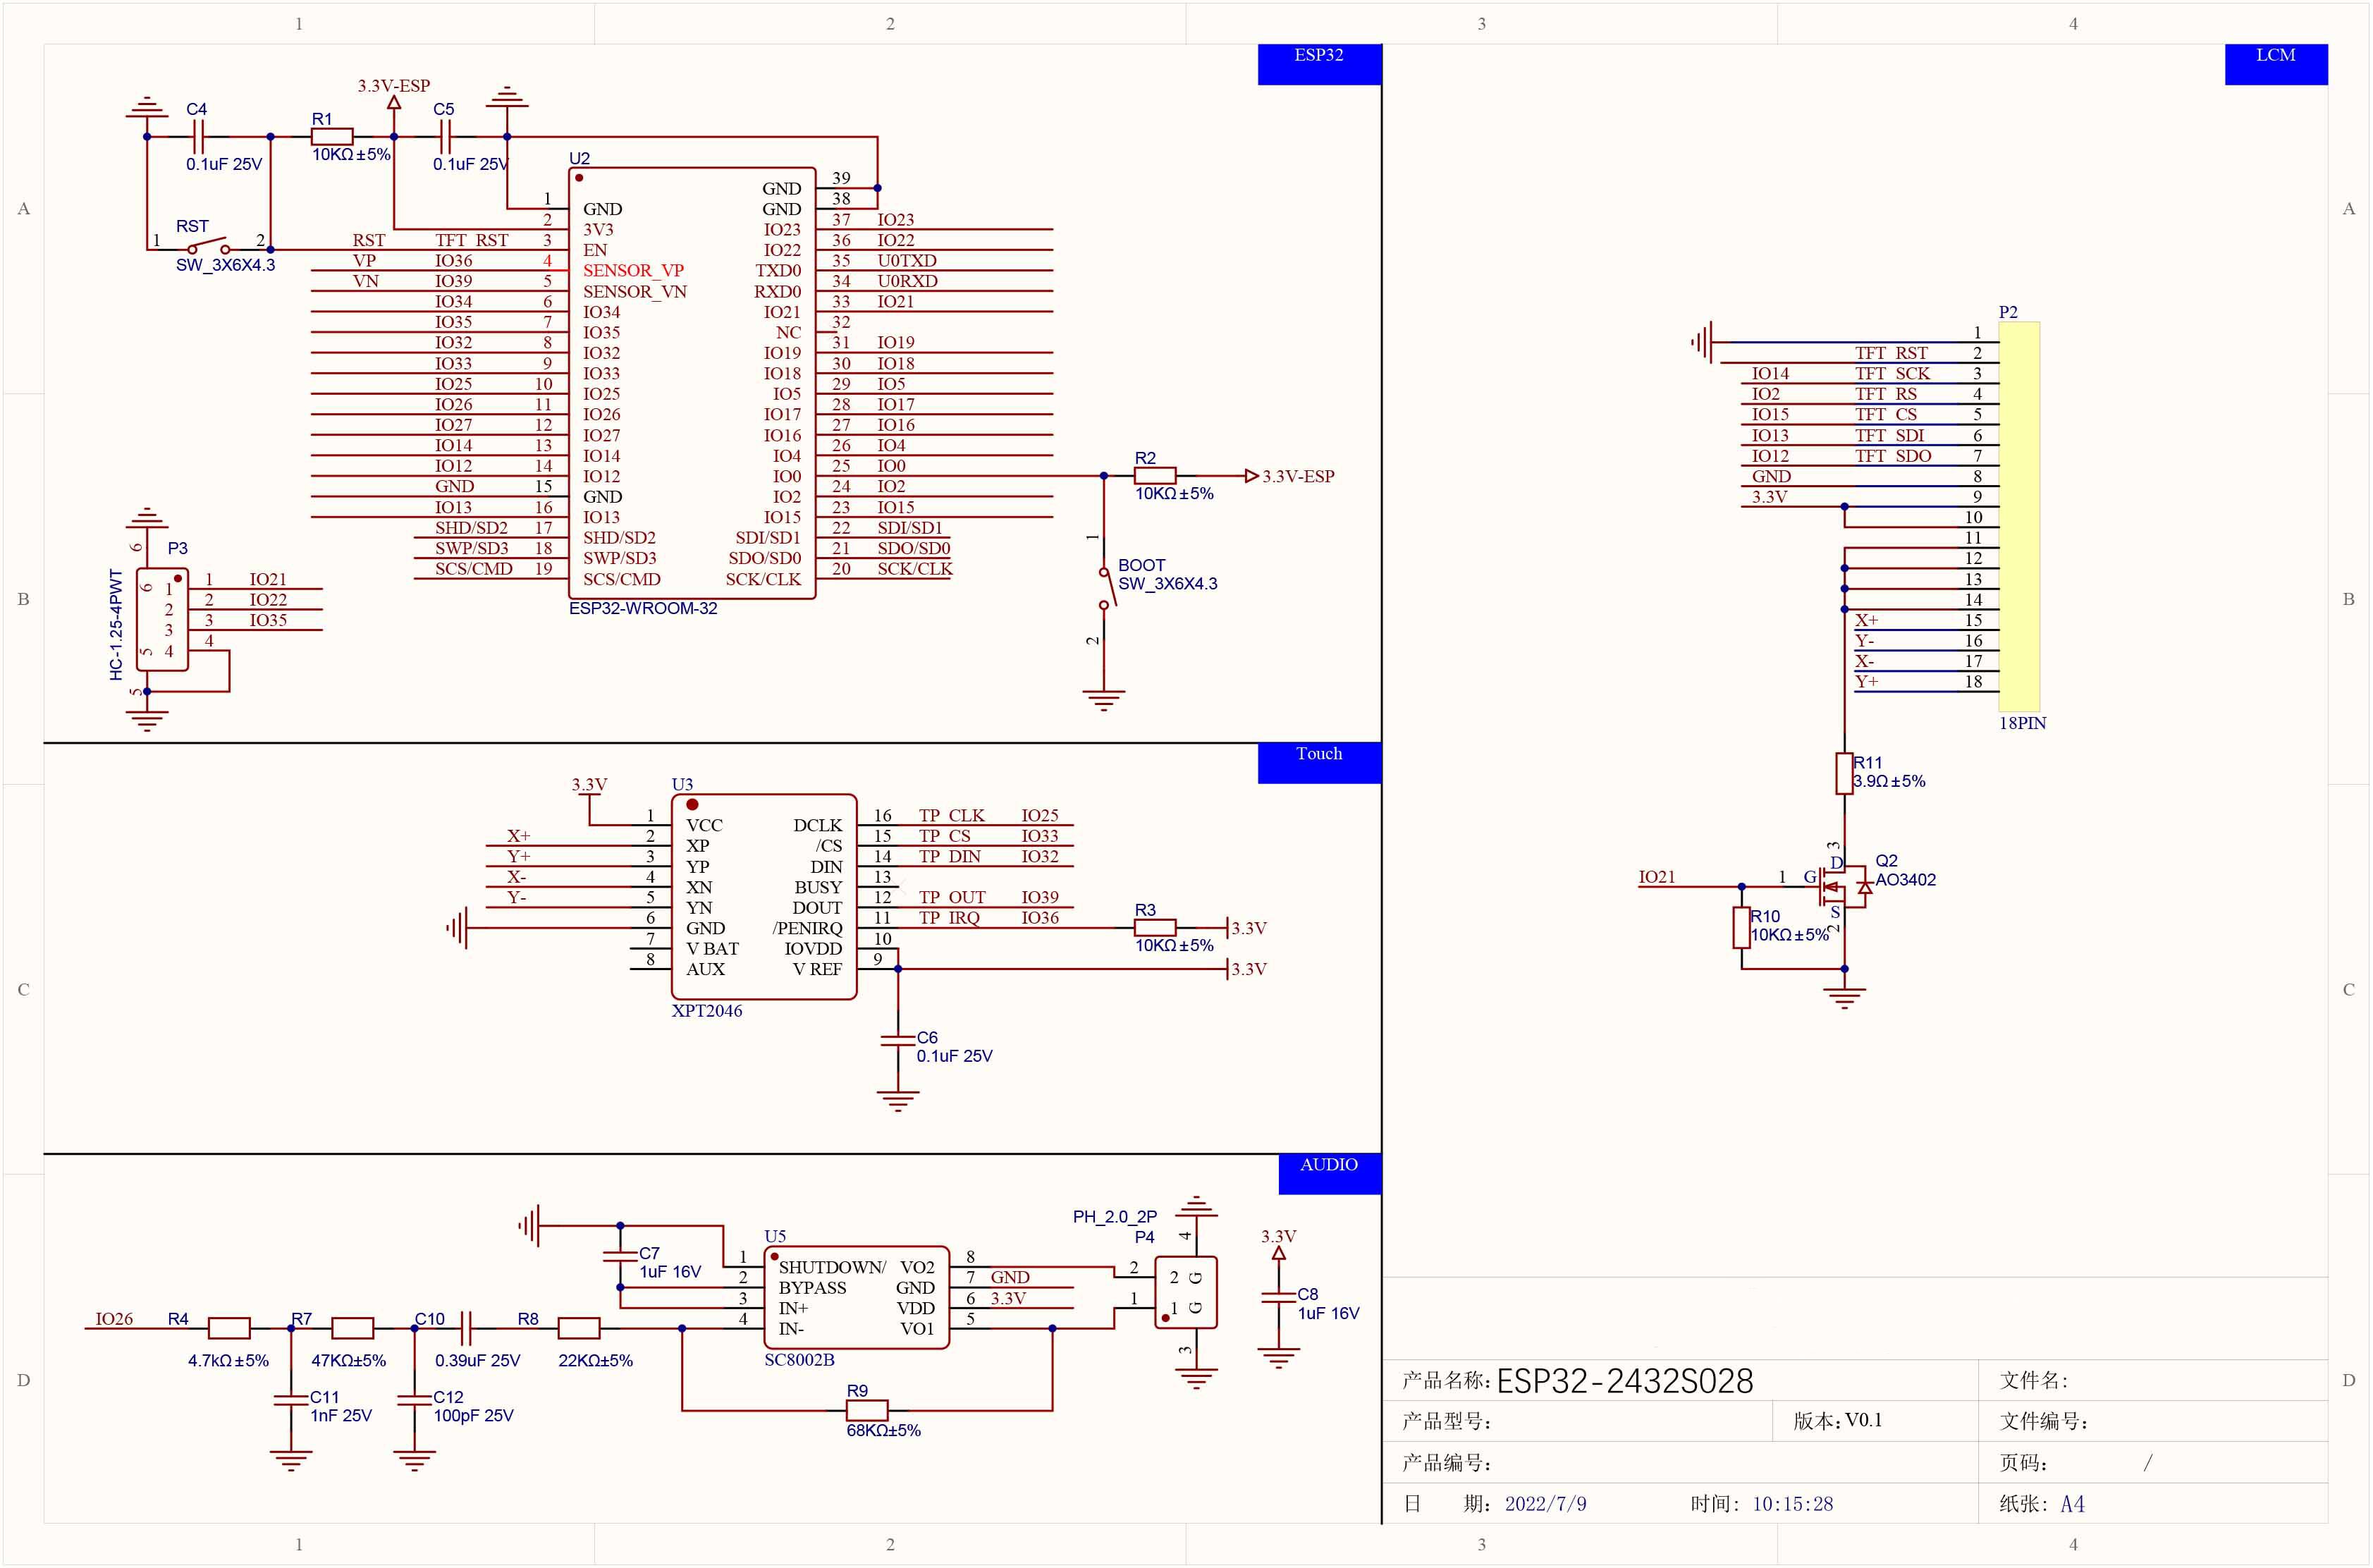 1 2 3 4
ESP32
LCM
3.3V-ESP
C4
R1
C5
0.1uF 25V
10KΩ±5%
0.1uF 25V
U2
A
A
RST
1 2
SW_3X6X4.3
RST TFT_RST
VP IO36
VN IO39
IO34
IO35
IO32
IO33
IO25
IO26
IO27
IO14
IO12
GND
IO13
SHD/SD2
SWP/SD3
SCS/CMD
1 GND
2 3V3
3 EN
4 SENSOR_VP
5 SENSOR_VN
6 IO34
7 IO35
8 IO32
9 IO33
10 IO25
11 IO26
12 IO27
13 IO14
14 IO12
15 GND
16 IO13
17 SHD/SD2
18 SWP/SD3
19 SCS/CMD
GND 39
GND 38
IO23 37 IO23
IO22 36 IO22
TXD0 35 U0TXD
RXD0 34 U0RXD
IO21 33 IO21
NC 32
IO19 31 IO19
IO18 30 IO18
IO5 29 IO5
IO17 28 IO17
IO16 27 IO16
IO4 26 IO4
IO0 25 IO0
IO2 24 IO2
IO15 23 IO15
SDI/SD1 22 SDI/SD1
SDO/SD0 21 SDO/SD0
SCK/CLK 20 SCK/CLK
ESP32-WROOM-32
R2
10KΩ±5%
3.3V-ESP
1
BOOT
SW_3X6X4.3
2
B
B
6
P3
HC-1.25-4PWT
6 1 1 IO21
2 2 IO22
3 3 IO35
5 4 4
5
P2
1
TFT_RST 2
IO14 TFT_SCK 3
IO2 TFT_RS 4
IO15 TFT_CS 5
IO13 TFT_SDI 6
IO12 TFT_SDO 7
GND 8
3.3V 9
10
11
12
13
14
X+ 15
Y- 16
X- 17
Y+ 18
18PIN
R11
3.9Ω±5%
3
D
Q2
AO3402
IO21 1 G
S
2
R10
10KΩ±5%
Touch
3.3V
U3
1 VCC
X+ 2 XP
Y+ 3 YP
X- 4 XN
Y- 5 YN
6 GND
7 V BAT
8 AUX
DCLK 16 TP_CLK IO25
/CS 15 TP_CS IO33
DIN 14 TP_DIN IO32
BUSY 13
DOUT 12 TP_OUT IO39
/PENIRQ 11 TP_IRQ IO36
IOVDD 10
V REF 9
XPT2046
R3
10KΩ±5%
3.3V
3.3V
C6
0.1uF 25V
C
C
AUDIO
U5
C7
1uF 16V
1 SHUTDOWN/
2 BYPASS
3 IN+
4 IN-
VO2 8
GND 7 GND
VDD 6 3.3V
VO1 5
SC8002B
PH_2.0_2P
P4
4
2 2 G
1 1 G
3
3.3V
C8
1uF 16V
IO26 R4 R7 C10 R8
4.7kΩ±5% 47KΩ±5% 0.39uF 25V 22KΩ±5%
C11
1nF 25V
C12
100pF 25V
R9
68KΩ±5%
D
D
产品名称: ESP32-2432S028
文件名:
产品型号:
版本: V0.1
文件编号:
产品编号:
页码: /
日 期: 2022/7/9
时间: 10:15:28
纸张: A4
1 2 3 4